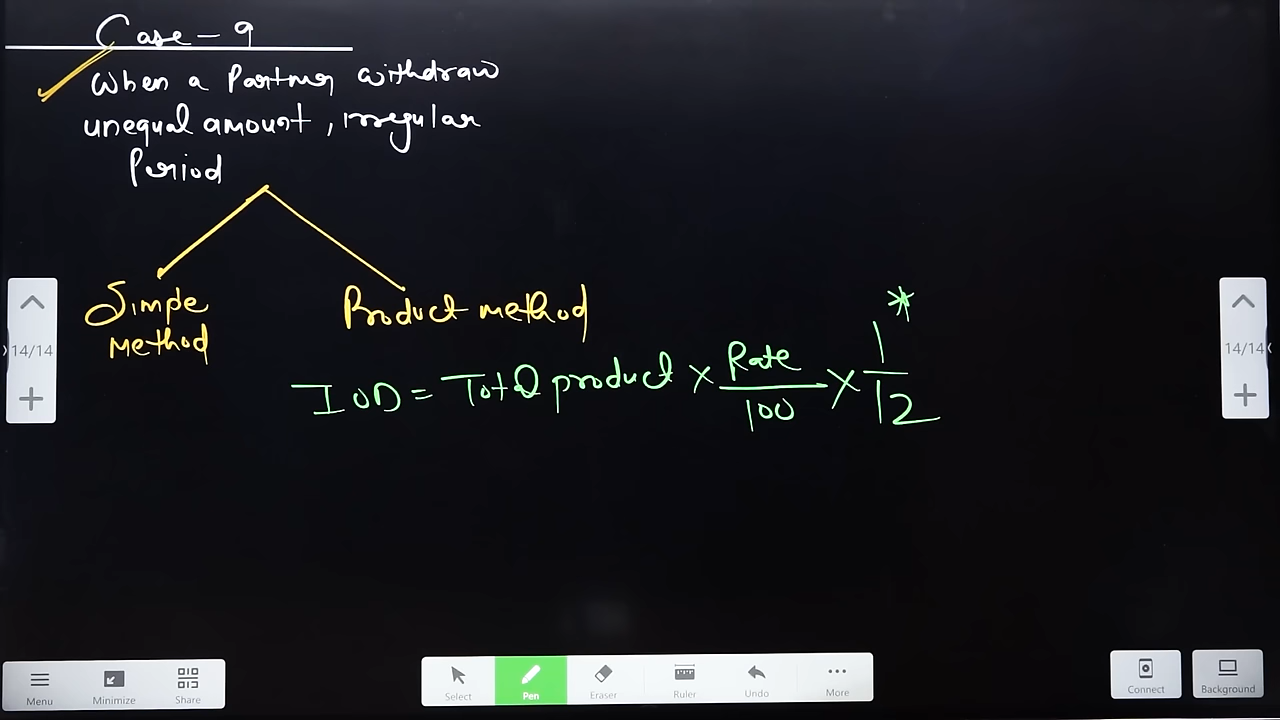 Case - 9
When a Partner withdraw
unequal amount, irregular
Period
Simple
method
Product method
*
IOD = Total product × Rate/100 × 1/12
14/14
14/14
Menu
Minimize
Share
Select
Pen
Eraser
Ruler
Undo
More
Connect
Background